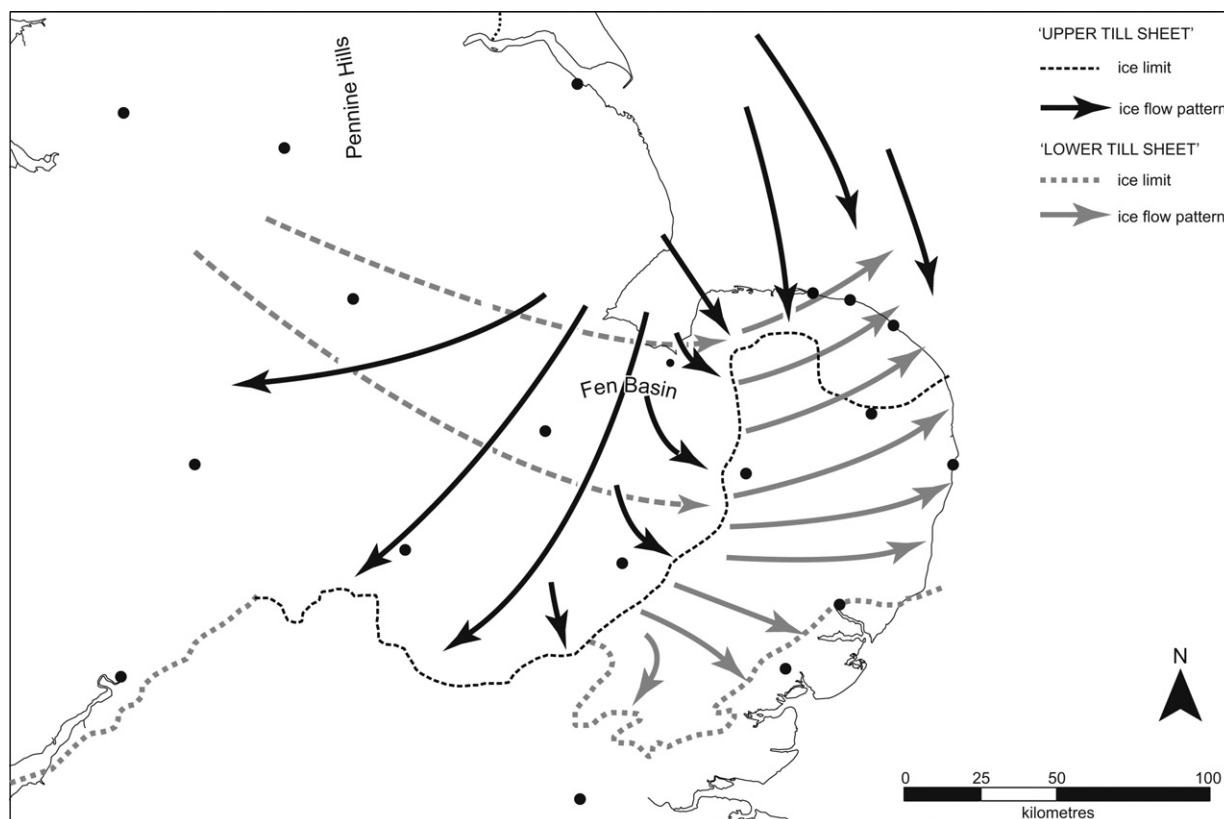 Pennine Hills
Fen Basin
'UPPER TILL SHEET'
ice limit
ice flow pattern
'LOWER TILL SHEET'
ice limit
ice flow pattern
N
0 25 50 100
kilometres